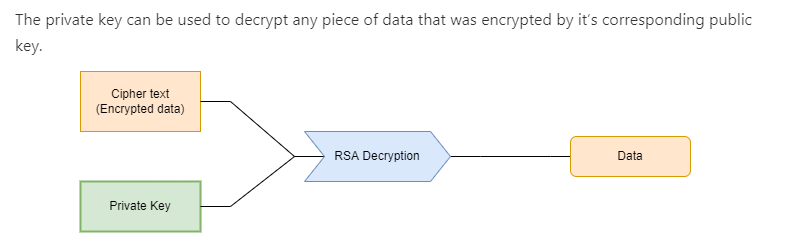 The private key can be used to decrypt any piece of data that was encrypted by it’s corresponding public
key.
Cipher text
(Encrypted data)
RSA Decryption
Data
Private Key